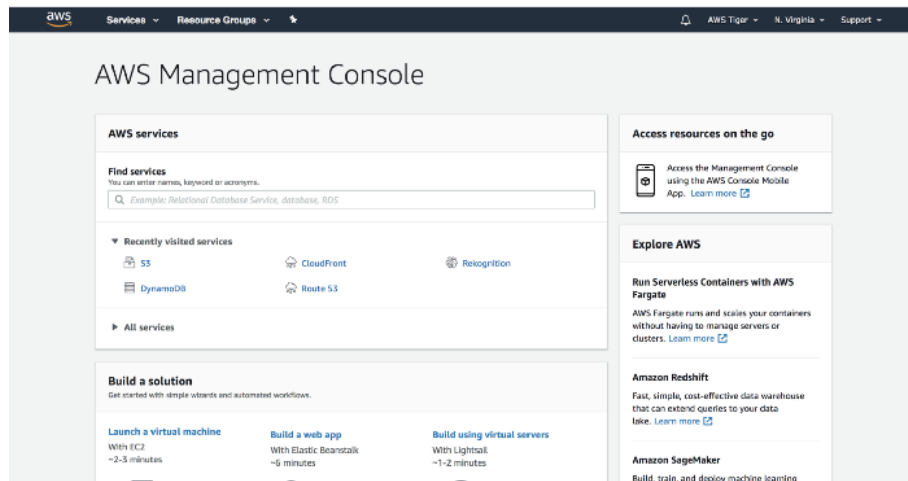 aws
Services
Resource Groups
AWS Tiger
N. Virginia
Support
AWS Management Console
AWS services
Find services
You can enter names, keyword or acronyms.
Example: Relational Database Service, database, RDS
Recently visited services
S3
CloudFront
Rekognition
DynamoDB
Route 53
All services
Build a solution
Get started with simple wizards and automated workflows.
Launch a virtual machine
With EC2
~2-3 minutes
Build a web app
With Elastic Beanstalk
~6 minutes
Build using virtual servers
With Lightsail
~1-2 minutes
Access resources on the go
Access the Management Console
using the AWS Console Mobile
App. Learn more
Explore AWS
Run Serverless Containers with AWS
Fargate
AWS Fargate runs and scales your containers
without having to manage servers or
clusters. Learn more
Amazon Redshift
Fast, simple, cost-effective data warehouse
that can extend queries to your data
lake. Learn more
Amazon SageMaker
Build, train, and deploy machine learning